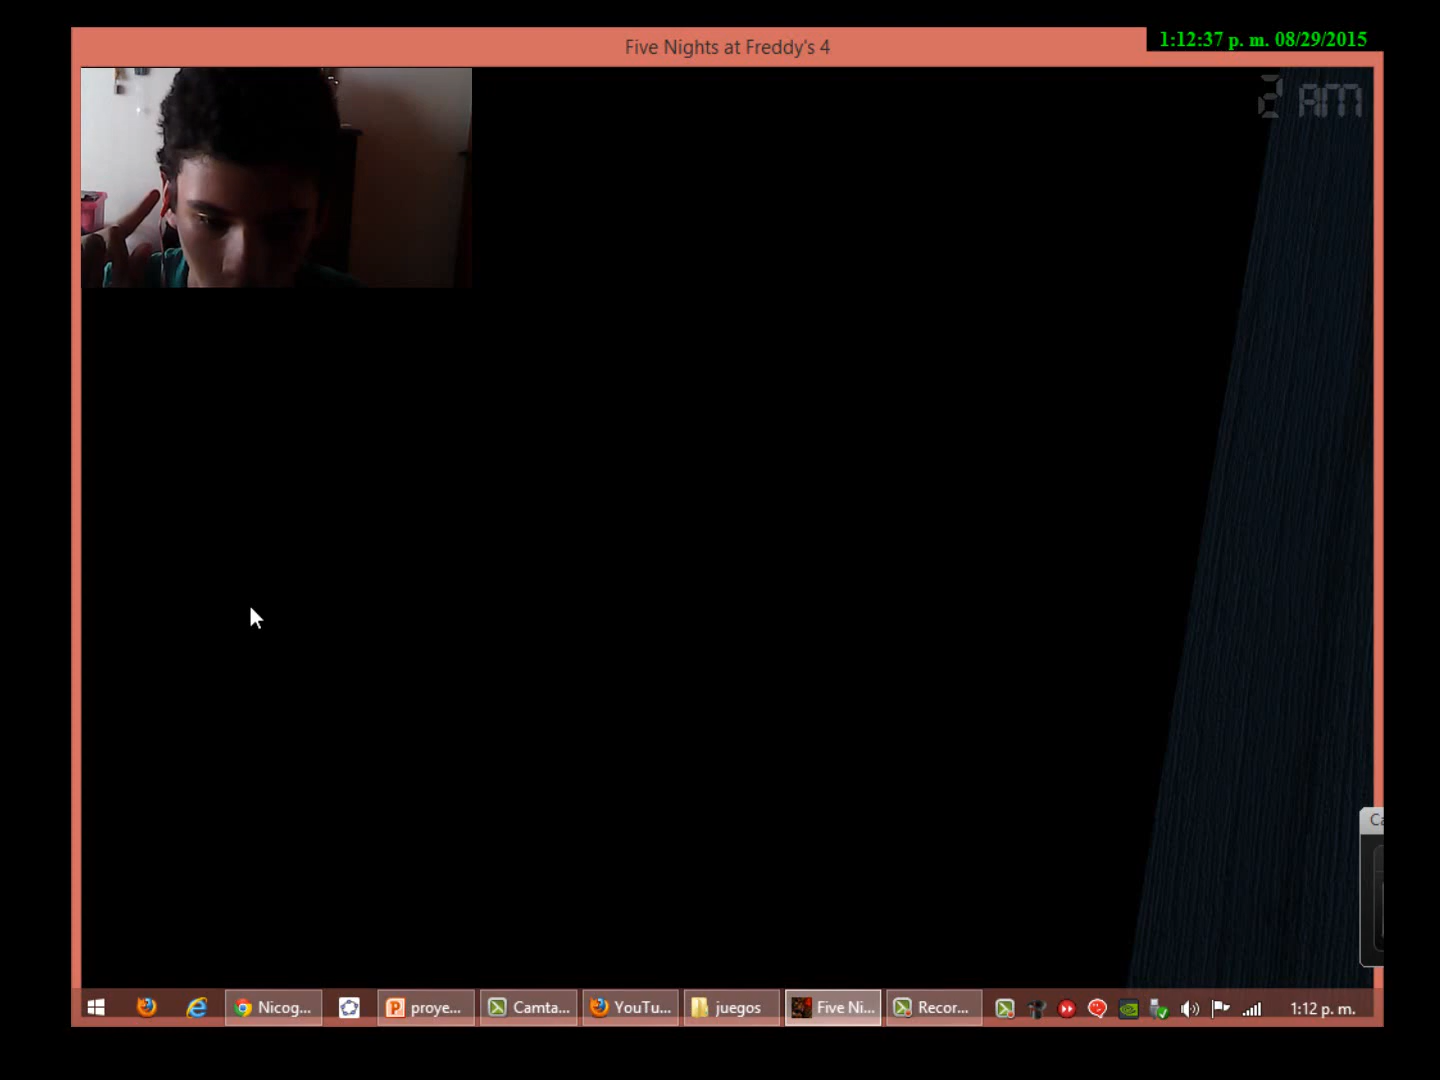 Five Nights at Freddy's 4
1:12:37 p. m. 08/29/2015
2 AM
Ca
Nicog...
proye...
Camta...
YouTu...
juegos
Five Ni...
Recor...
1:12 p. m.